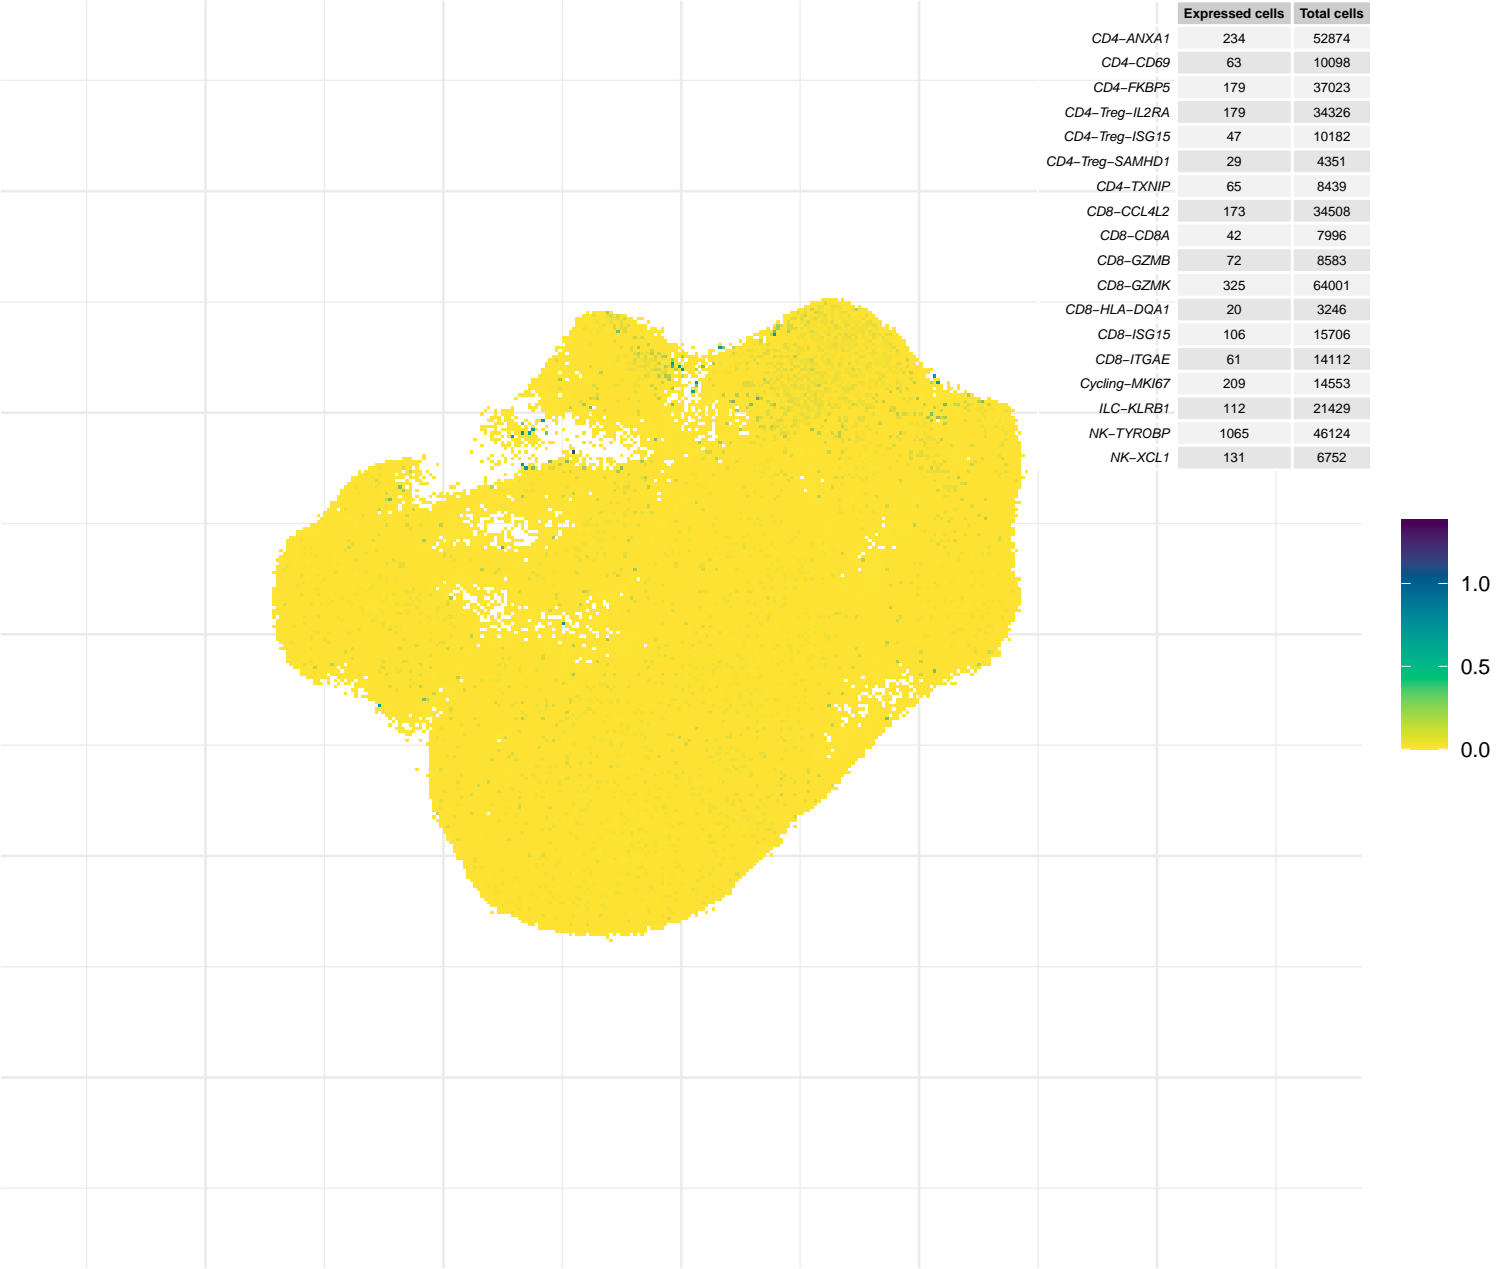 Expressed cells Total cells
CD4−ANXA1 234 52874
CD4−CD69 63 10098
CD4−FKBP5 179 37023
CD4−Treg−IL2RA 179 34326
CD4−Treg−ISG15 47 10182
CD4−Treg−SAMHD1 29 4351
CD4−TXNIP 65 8439
CD8−CCL4L2 173 34508
CD8−CD8A 42 7996
CD8−GZMB 72 8583
CD8−GZMK 325 64001
CD8−HLA−DQA1 20 3246
CD8−ISG15 106 15706
CD8−ITGAE 61 14112
Cycling−MKI67 209 14553
ILC−KLRB1 112 21429
NK−TYROBP 1065 46124
NK−XCL1 131 6752
1.0
0.5
0.0